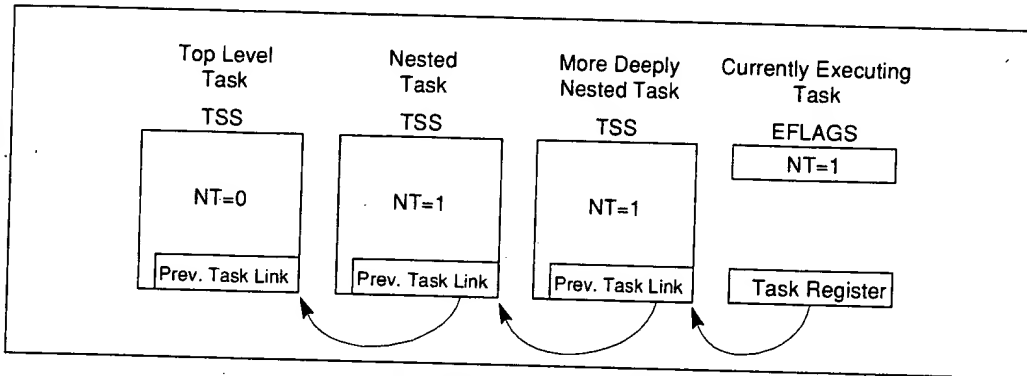 Top Level
Task
TSS
NT=0
Prev. Task Link
Nested
Task
TSS
NT=1
Prev. Task Link
More Deeply
Nested Task
TSS
NT=1
Prev. Task Link
Currently Executing
Task
EFLAGS
NT=1
Task Register